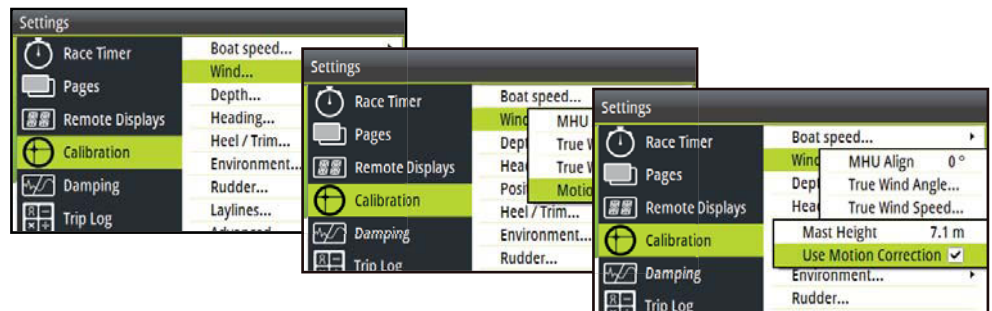 Settings
Race Timer
Pages
Remote Displays
Calibration
Damping
Trip Log
Boat speed...
Wind...
Depth...
Heading...
Heel / Trim...
Environment...
Rudder...
Laylines...
Advanced
Settings
Race Timer
Pages
Remote Displays
Calibration
Damping
Trip Log
Boat speed...
MHU
True
True
Heel / Trim...
Environment...
Rudder...
Settings
Race Timer
Pages
Remote Displays
Calibration
Damping
Trip Log
Boat speed...
MHU Align 0 °
True Wind Angle...
True Wind Speed...
Mast Height 7.1 m
Use Motion Correction
Environment...
Rudder...